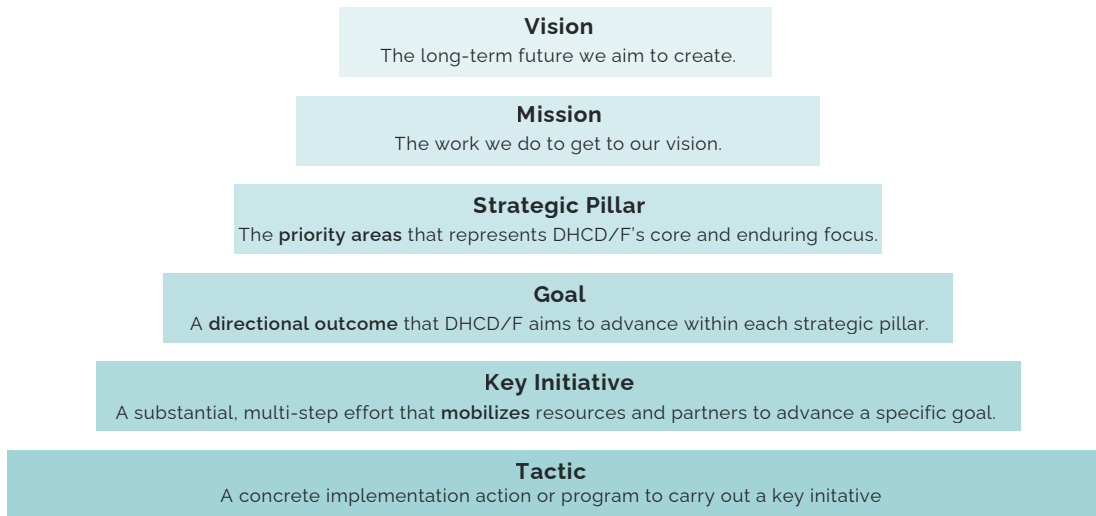 Vision
The long-term future we aim to create.
Mission
The work we do to get to our vision.
Strategic Pillar
The priority areas that represents DHCD/F's core and enduring focus.
Goal
A directional outcome that DHCD/F aims to advance within each strategic pillar.
Key Initiative
A substantial, multi-step effort that mobilizes resources and partners to advance a specific goal.
Tactic
A concrete implementation action or program to carry out a key initative